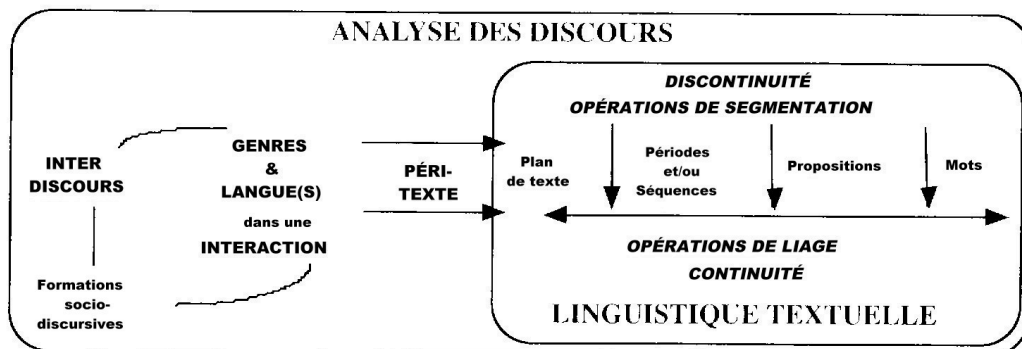 ANALYSE DES DISCOURS
INTER
DISCOURS
Formations
socio-
discursives
GENRES
&
LANGUE(S)
dans une
INTERACTION
PÉRI-
TEXTE
DISCONTINUITÉ
OPÉRATIONS DE SEGMENTATION
Plan
de texte
Périodes
et/ou
Séquences
Propositions
Mots
OPÉRATIONS DE LIAGE
CONTINUITÉ
LINGUISTIQUE TEXTUELLE